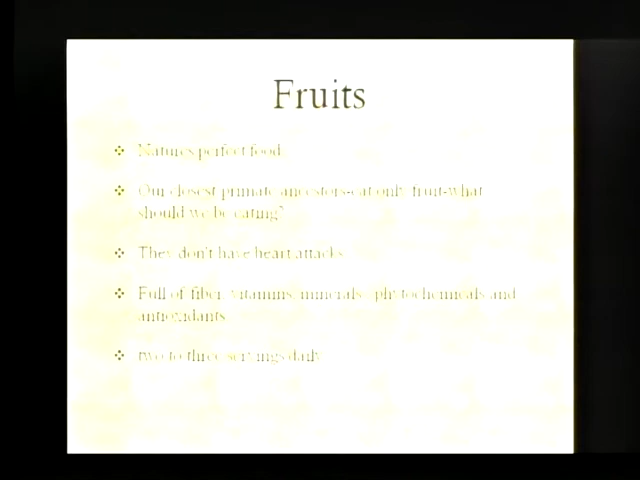 Fruits
Natures perfect food
Our closest primate ancestors-eat only fruit-what
should we be eating?
They don't have heart attacks
Full of fiber, vitamins, minerals, phytochemicals and
antioxidants
two to three servings daily